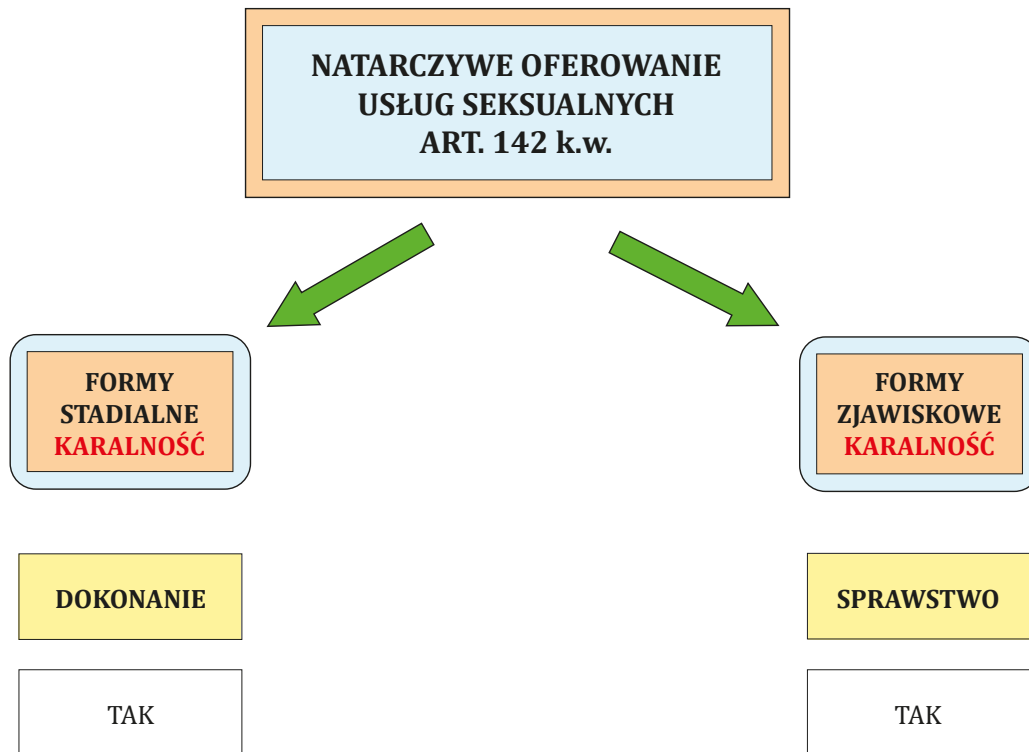 NATARCZYWE OFEROWANIE
USŁUG SEKSUALNYCH
ART. 142 k.w.
FORMY
STADIALNE
KARALNOŚĆ
FORMY
ZJAWISKOWE
KARALNOŚĆ
DOKONANIE
SPRAWSTWO
TAK
TAK